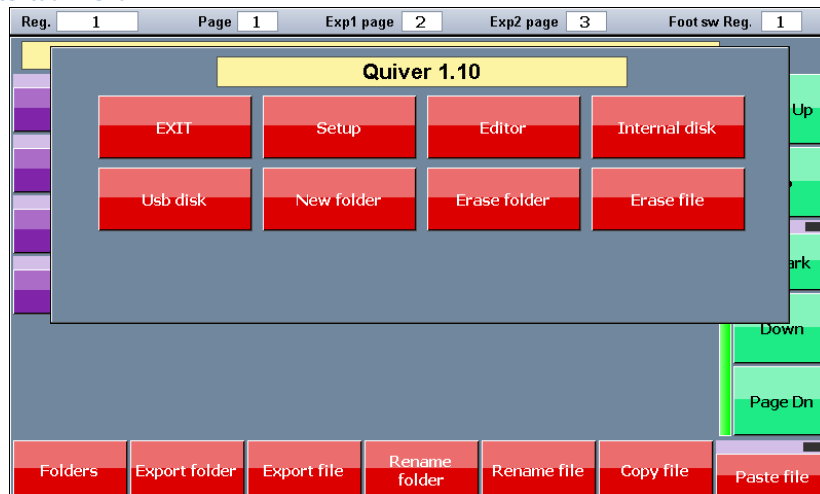 Reg. 1 Page 1 Exp1 page 2 Exp2 page 3 Foot sw Reg. 1
Quiver 1.10
EXIT Setup Editor Internal disk
Up
Usb disk New folder Erase folder Erase file
Down
Page Dn
Folders Export folder Export file Rename folder Rename file Copy file Paste file